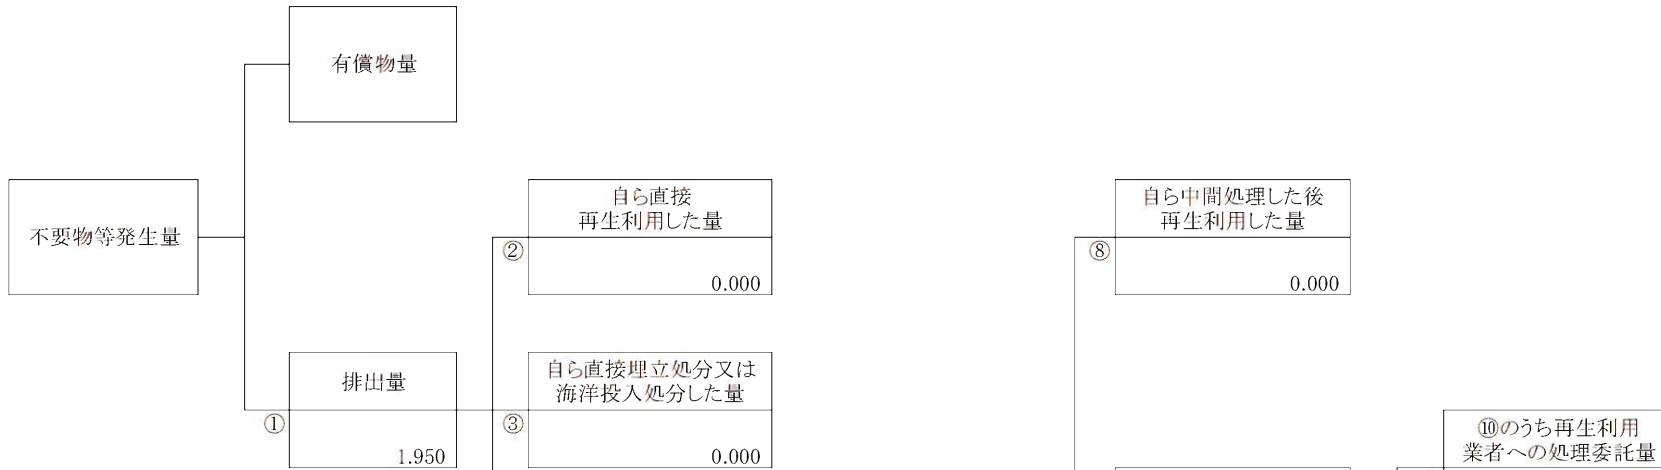 有償物量
不要物等発生量
自ら直接
再生利用した量
②
0.000
自ら中間処理した後
再生利用した量
⑧
0.000
排出量
①
1.950
自ら直接埋立処分又は
海洋投入処分した量
③
0.000
⑩のうち再生利用
業者への処理委託量